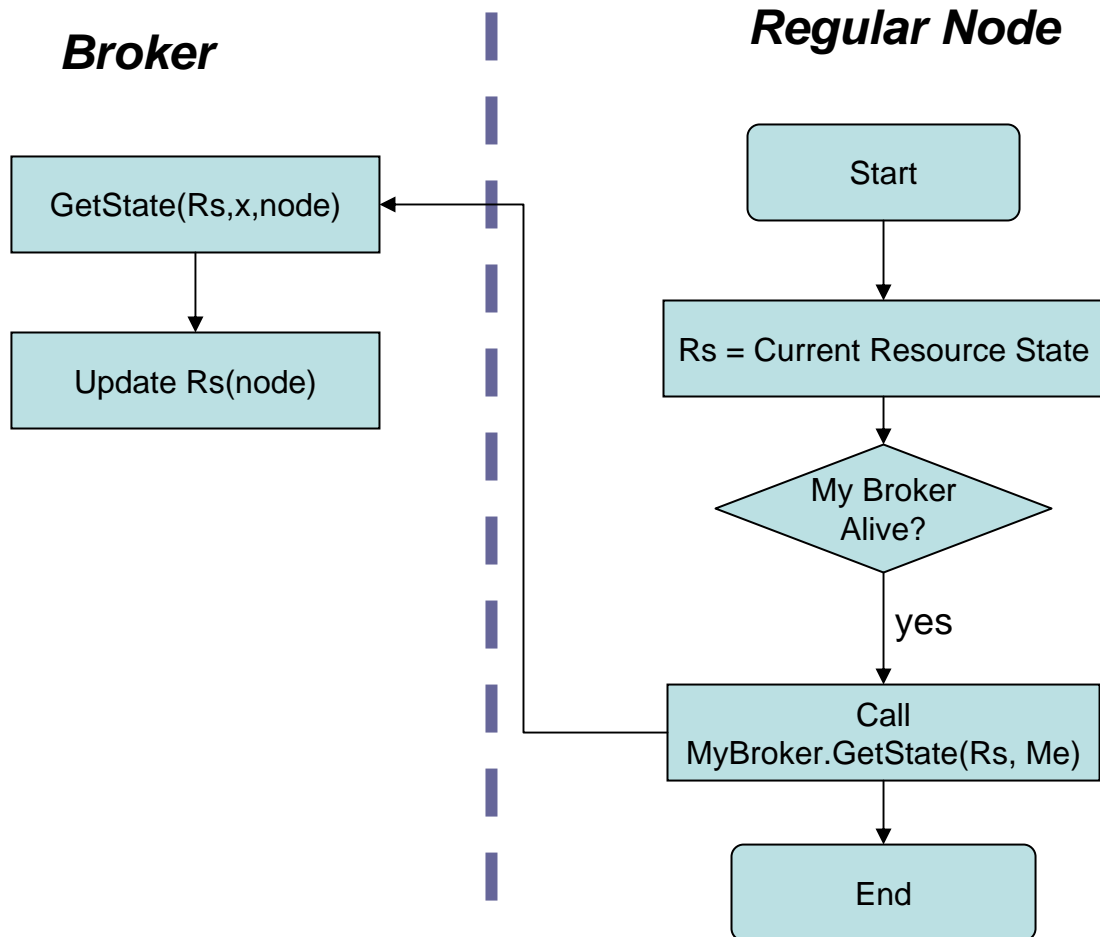 Broker
Regular Node
GetState(Rs,x,node)
Update Rs(node)
Start
Rs = Current Resource State
My Broker
Alive?
yes
Call
MyBroker.GetState(Rs, Me)
End